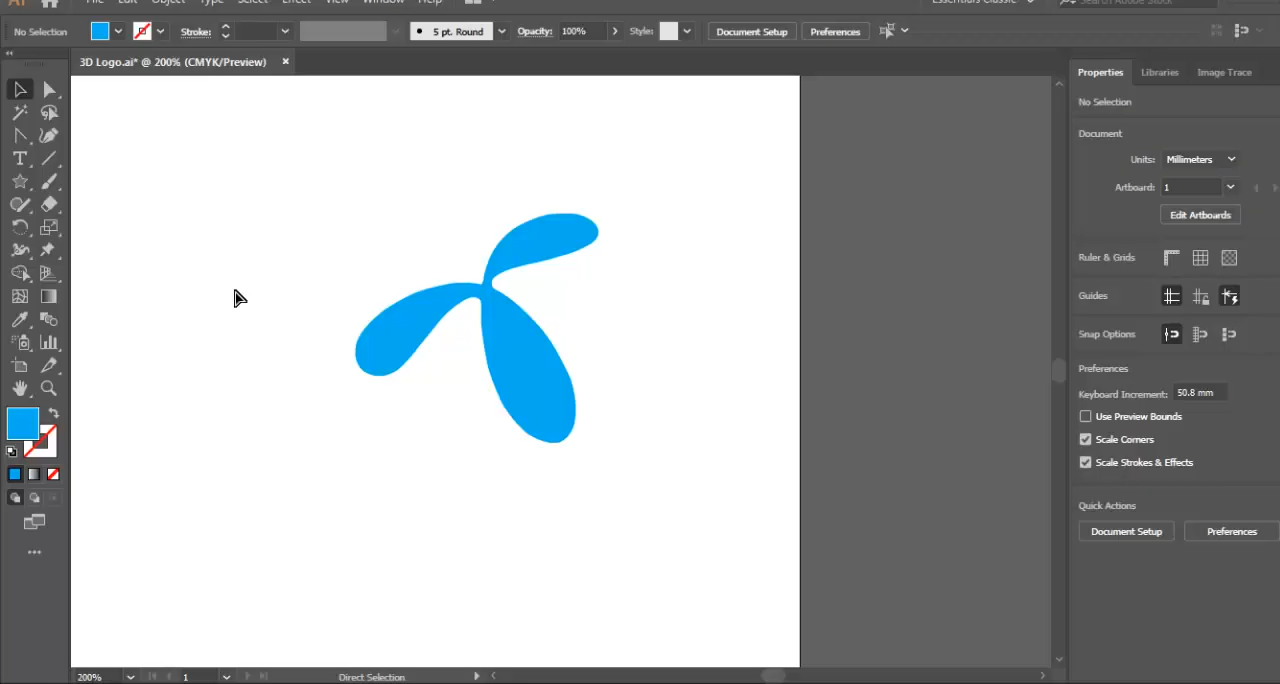 File Edit Object Type Select Effect View Window Help
Essentials Classic
Search Adobe Stock
No Selection Stroke: 5 pt. Round Opacity: 100% Style: Document Setup Preferences
3D Logo.ai* @ 200% (CMYK/Preview) ×
Properties Libraries Image Trace
No Selection
Document
Units: Millimeters
Artboard: 1
Edit Artboards
Ruler & Grids
Guides
Snap Options
Preferences
Keyboard Increment: 50.8 mm
Use Preview Bounds
Scale Corners
Scale Strokes & Effects
Quick Actions
Document Setup Preferences
200% 1 Direct Selection